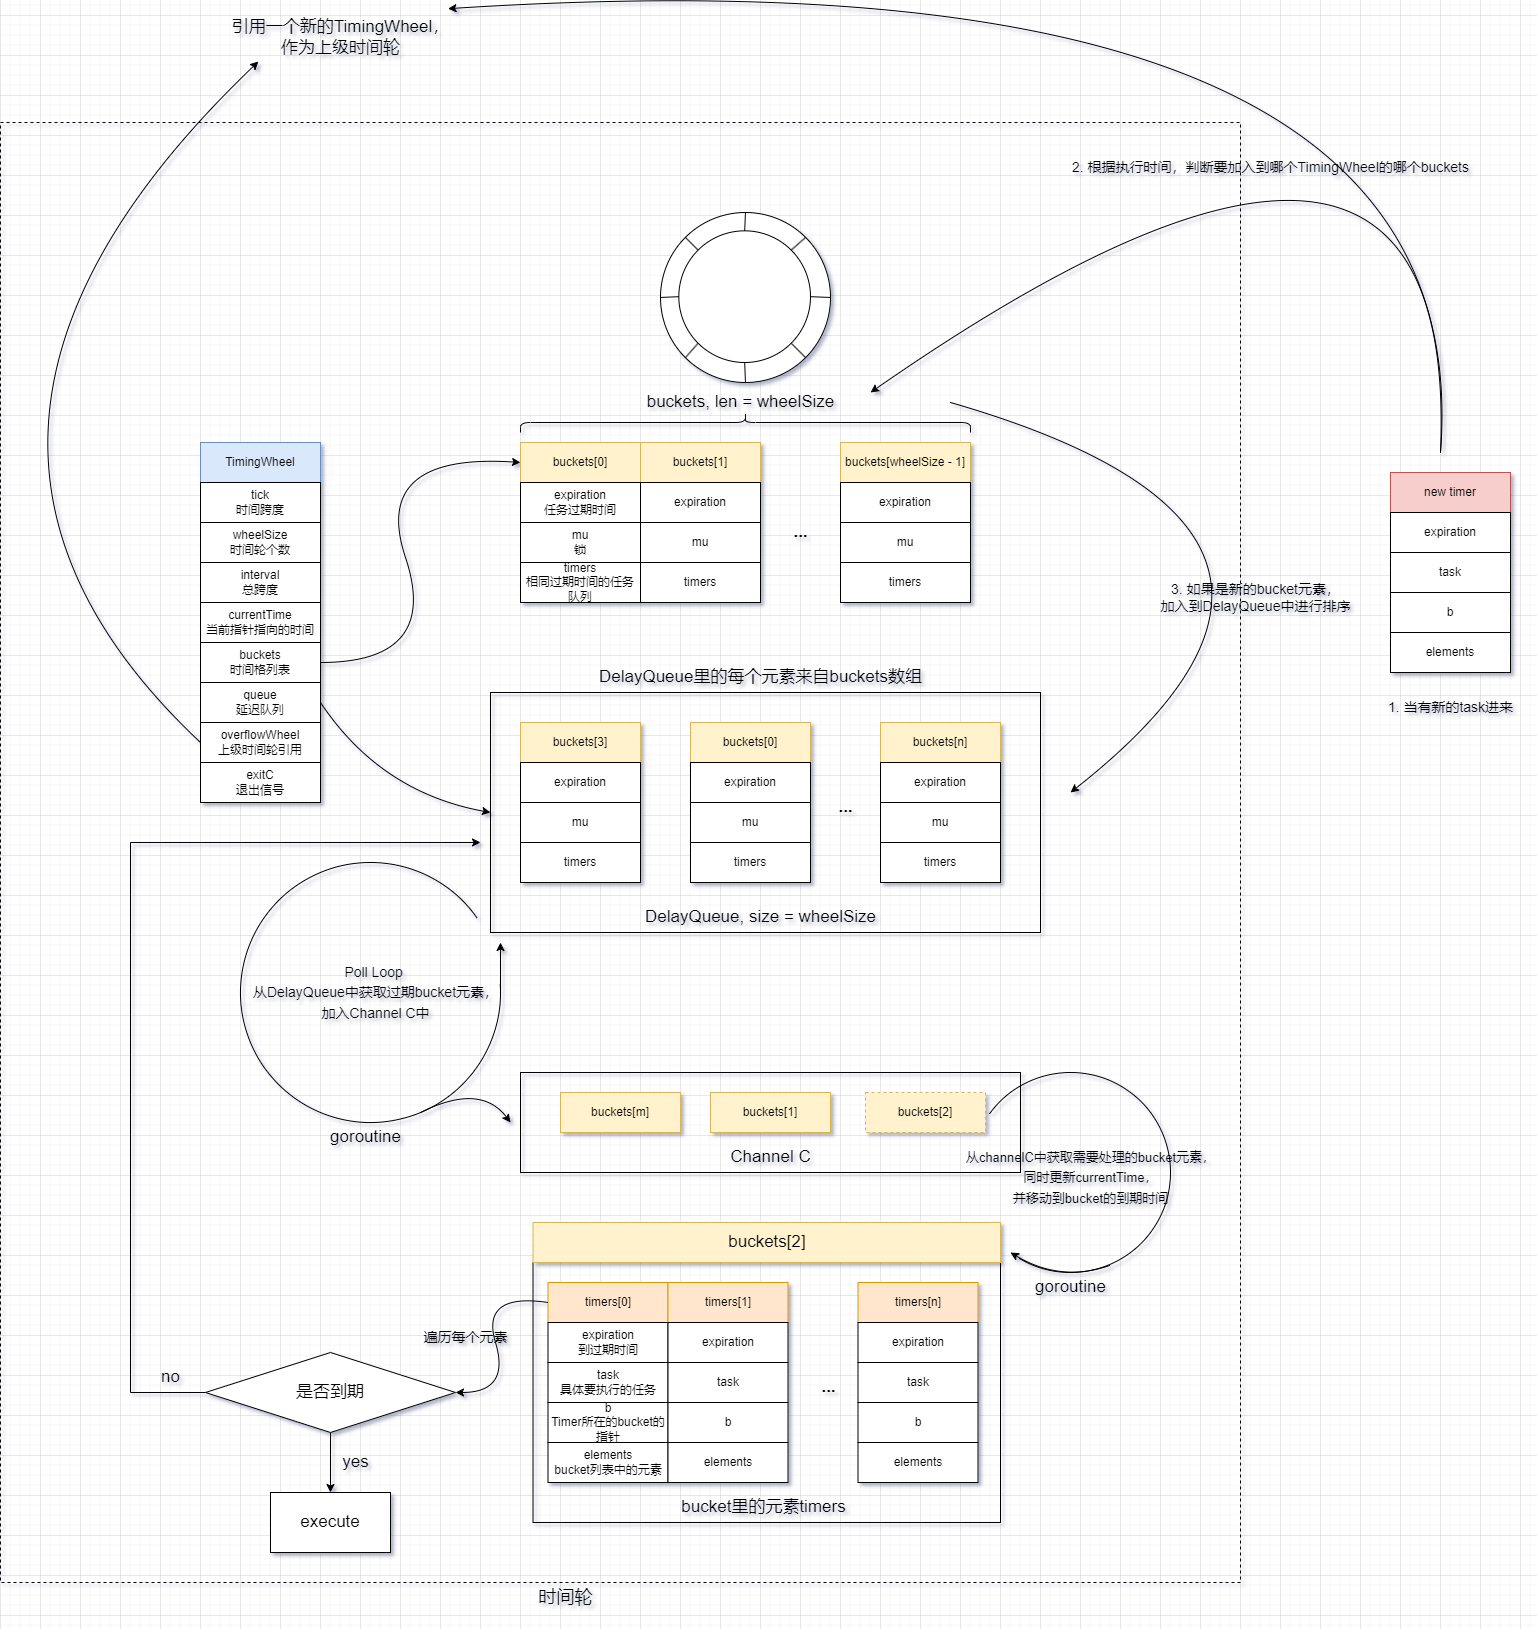 引用一个新的TimingWheel，
作为上级时间轮
2. 根据执行时间，判断要加入到哪个TimingWheel的哪个buckets
buckets, len = wheelSize
TimingWheel
tick
时间跨度
wheelSize
时间轮个数
interval
总跨度
currentTime
当前指针指向的时间
buckets
时间格列表
queue
延迟队列
overflowWheel
上级时间轮引用
exitC
退出信号
buckets[0]
expiration
任务过期时间
mu
锁
timers
相同过期时间的任务
队列
buckets[1]
expiration
mu
timers
...
buckets[wheelSize - 1]
expiration
mu
timers
new timer
expiration
task
b
elements
1. 当有新的task进来
3. 如果是新的bucket元素，
加入到DelayQueue中进行排序
DelayQueue里的每个元素来自buckets数组
buckets[3]
expiration
mu
timers
buckets[0]
expiration
mu
timers
...
buckets[n]
expiration
mu
timers
DelayQueue, size = wheelSize
Poll Loop
从DelayQueue中获取过期bucket元素，
加入Channel C中
goroutine
buckets[m]
buckets[1]
buckets[2]
Channel C
从channelC中获取需要处理的bucket元素，
同时更新currentTime，
并移动到bucket的到期时间
goroutine
buckets[2]
timers[0]
expiration
到过期时间
task
具体要执行的任务
b
Timer所在的bucket的
指针
elements
bucket列表中的元素
timers[1]
expiration
task
b
elements
...
timers[n]
expiration
task
b
elements
bucket里的元素timers
遍历每个元素
是否到期
no
yes
execute
时间轮